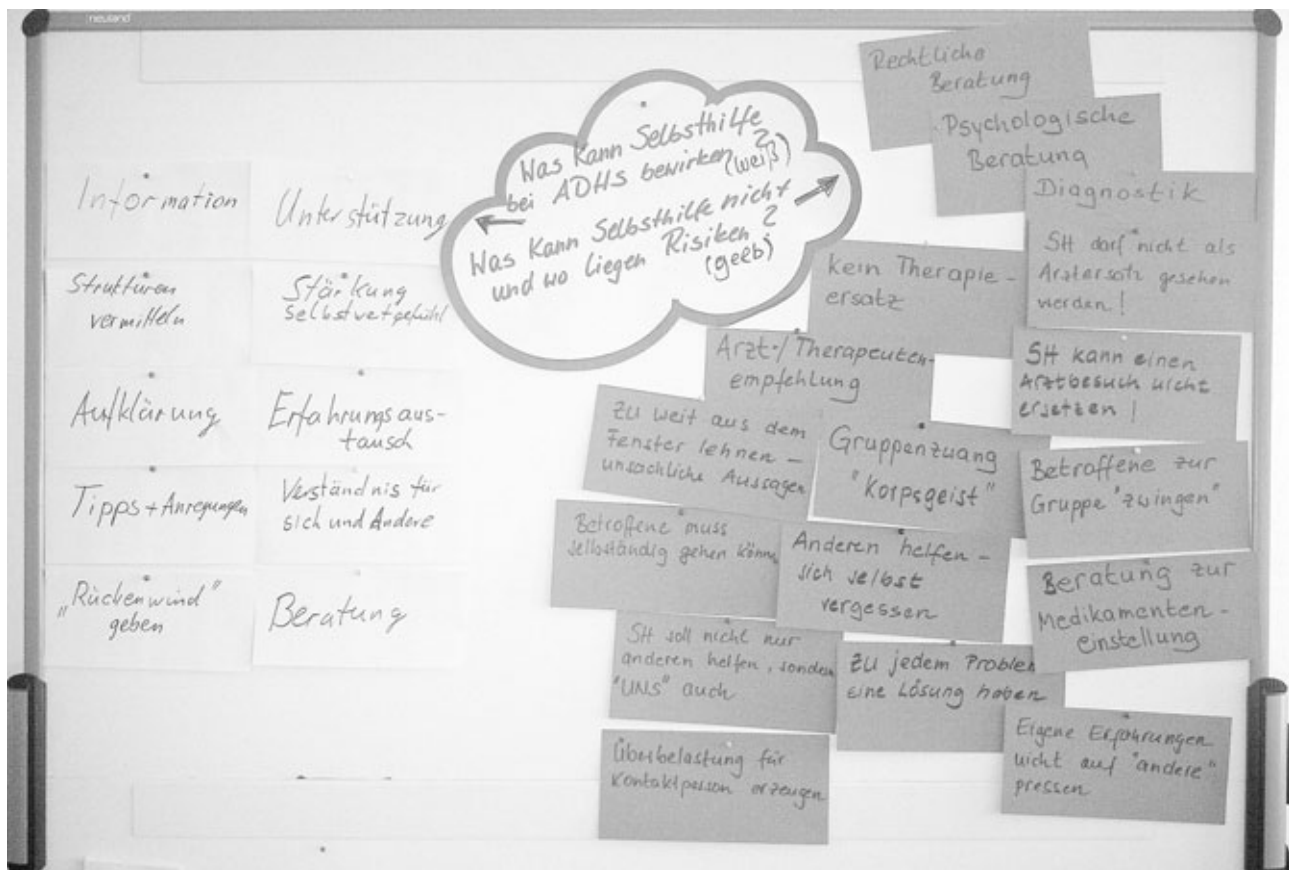 neuland
Was kann Selbsthilfe
bei ADHS bewirken?
(weiß)
Was kann Selbsthilfe nicht
und wo liegen Risiken?
(gelb)
Information
Unterstützung
Strukturen
vermitteln
Stärkung
Selbstwertgefühl
Aufklärung
Erfahrungsaus-
tausch
Tipps + Anregungen
Verständnis für
sich und Andere
„Rückenwind"
geben
Beratung
Rechtliche
Beratung
Psychologische
Beratung
Diagnostik
SH darf nicht als
Arztersatz gesehen
werden!
kein Therapie-
ersatz
Arzt-/Therapeuten-
empfehlung
SH kann einen
Arztbesuch nicht
ersetzen!
Zu weit aus dem
Fenster lehnen –
unsachliche Aussagen
Gruppenzwang
"Korpsgeist"
Betroffene zur
Gruppe "zwingen"
Betroffene muss
selbständig gehen
Anderen helfen –
sich selbst
vergessen
Beratung zur
Medikamenten-
einstellung
SH soll nicht nur
anderen helfen, sondern
"UNS" auch
zu jedem Problem
eine Lösung haben
Eigene Erfahrungen
nicht auf "andere"
pressen
Überbelastung für
Kontaktperson erzeugen